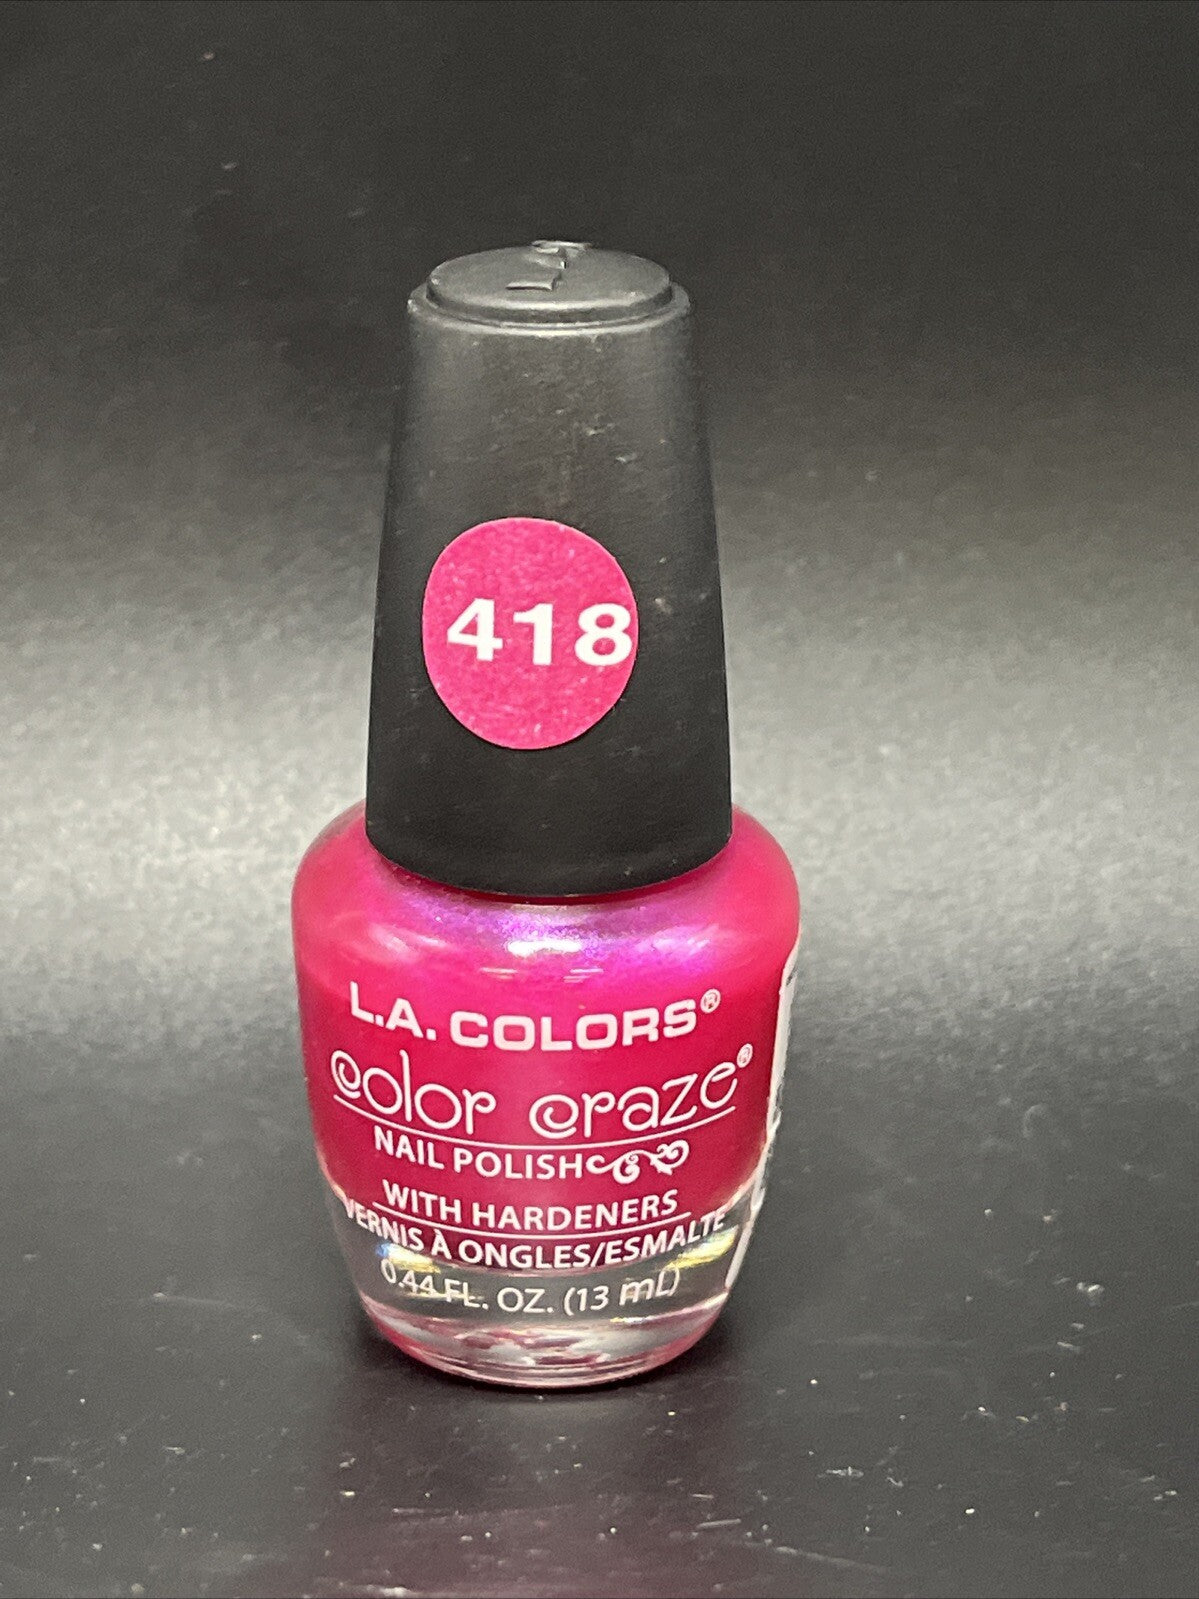 418
L.A. COLORS®
color craze®
NAIL POLISH
WITH HARDENERS
VERNIS À ONGLES/ESMALTE
0.44 FL. OZ. (13 mL)